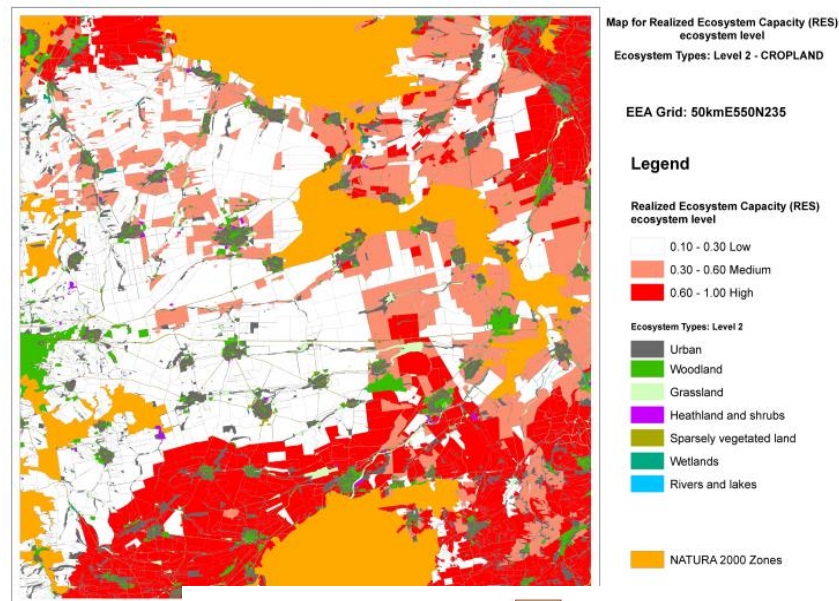 Map for Realized Ecosystem Capacity (RES)
ecosystem level
Ecosystem Types: Level 2 - CROPLAND
EEA Grid: 50kmE550N235
Legend
Realized Ecosystem Capacity (RES)
ecosystem level
0.10 - 0.30 Low
0.30 - 0.60 Medium
0.60 - 1.00 High
Ecosystem Types: Level 2
Urban
Woodland
Grassland
Heathland and shrubs
Sparsely vegetated land
Wetlands
Rivers and lakes
NATURA 2000 Zones